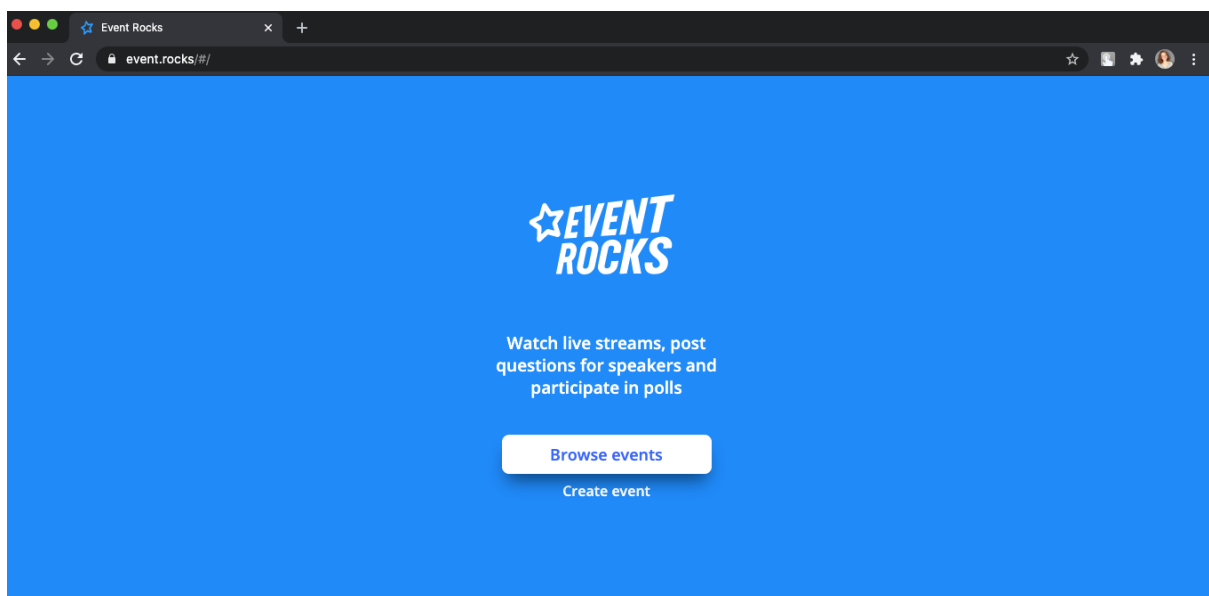 Event Rocks
event.rocks/#/
EVENT
ROCKS
Watch live streams, post
questions for speakers and
participate in polls
Browse events
Create event